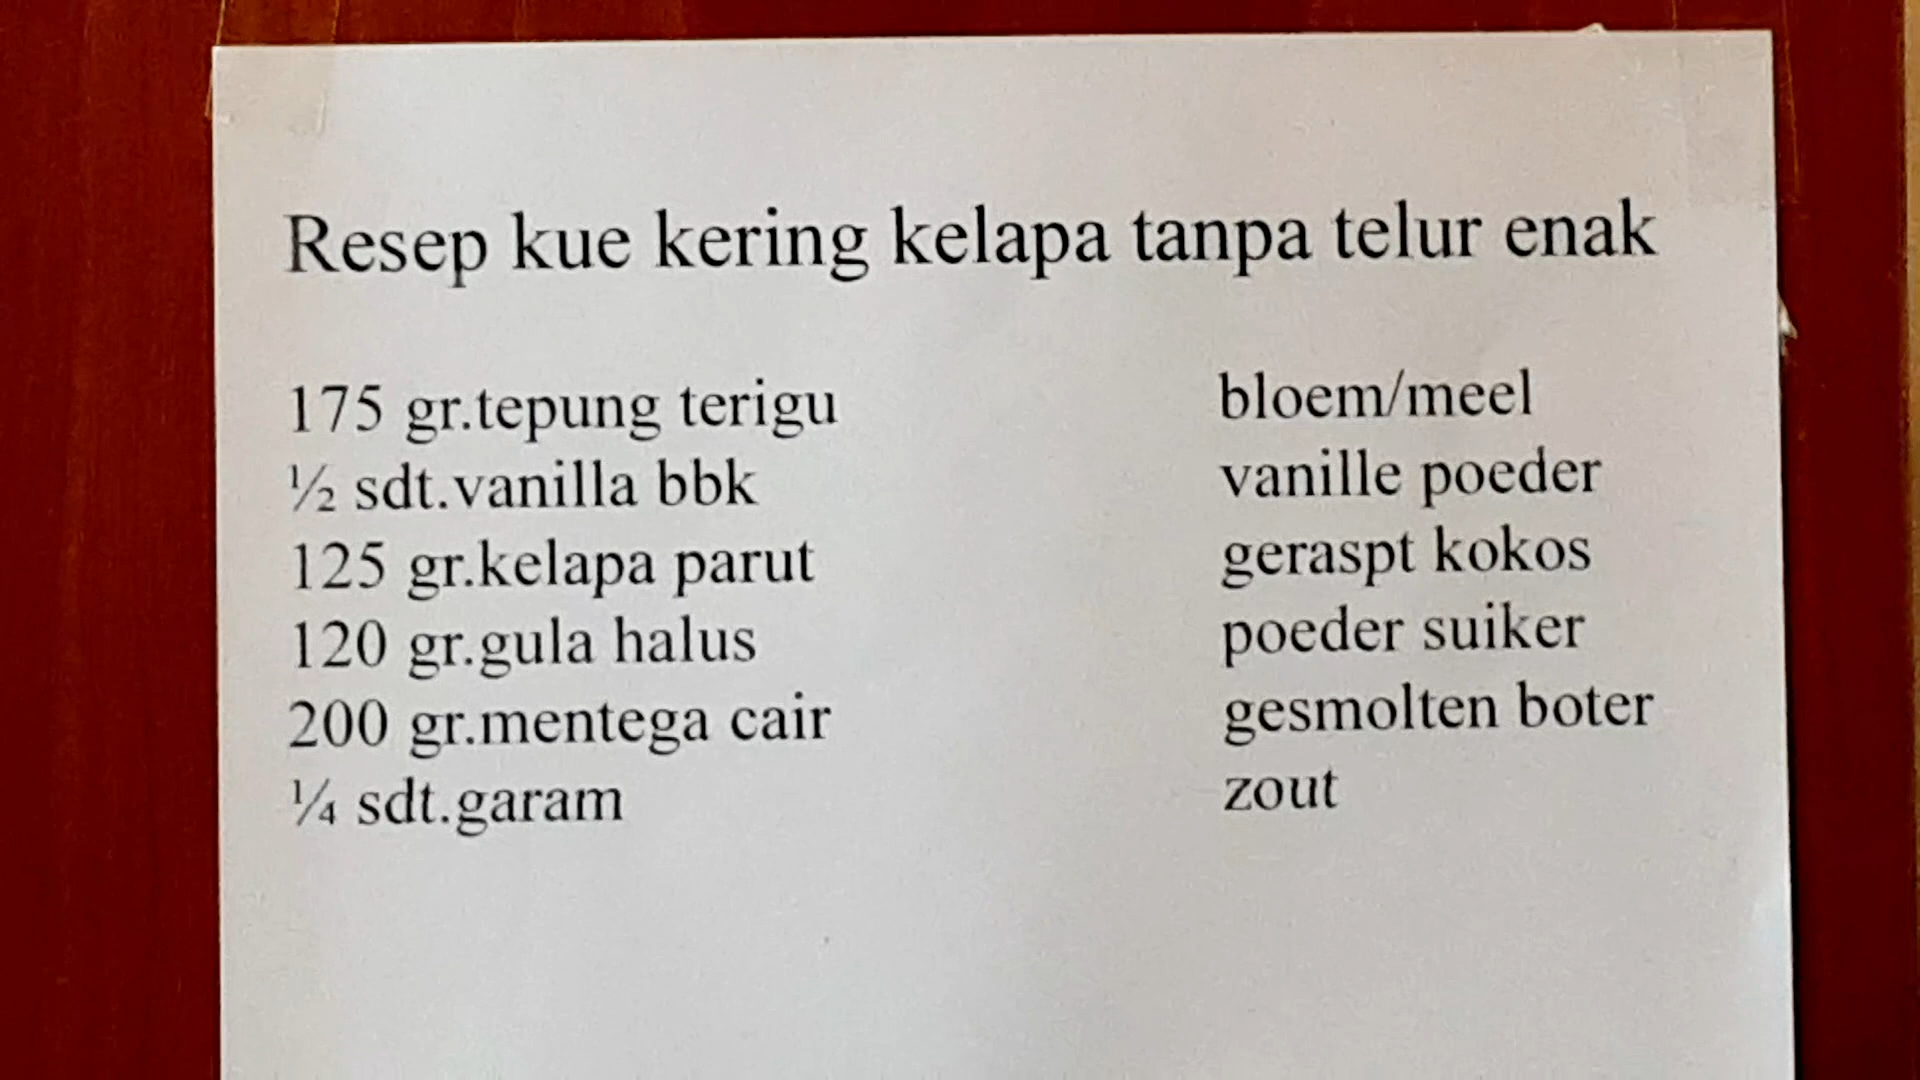 Resep kue kering kelapa tanpa telur enak
175 gr.tepung terigu bloem/meel
½ sdt.vanilla bbk vanille poeder
125 gr.kelapa parut geraspt kokos
120 gr.gula halus poeder suiker
200 gr.mentega cair gesmolten boter
¼ sdt.garam zout